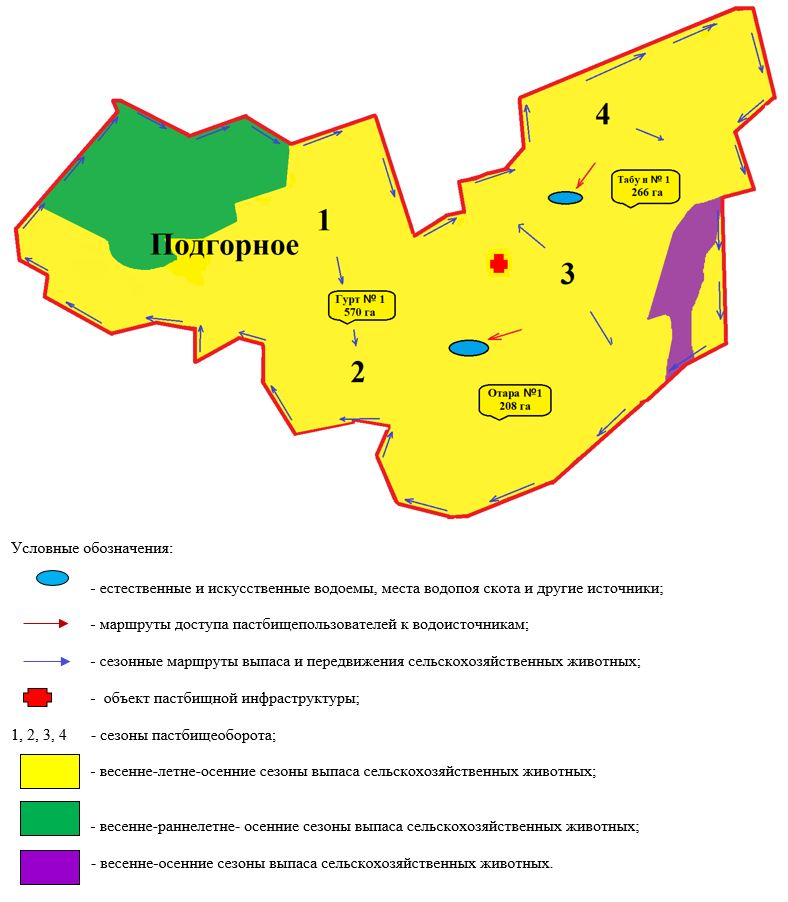 4
Табун № 1
266 га
1
Подгорное
3
Гурт № 1
570 га
2
Отара №1
208 га
Условные обозначения:
- естественные и искусственные водоемы, места водопоя скота и другие источники;
- маршруты доступа пастбищепользователей к водоисточникам;
- сезонные маршруты выпаса и передвижения сельскохозяйственных животных;
- объект пастбищной инфраструктуры;
1, 2, 3, 4 - сезоны пастбищеоборота;
- весенне-летне-осенние сезоны выпаса сельскохозяйственных животных;
- весенне-раннелетне- осенние сезоны выпаса сельскохозяйственных животных;
- весенне-осенние сезоны выпаса сельскохозяйственных животных.